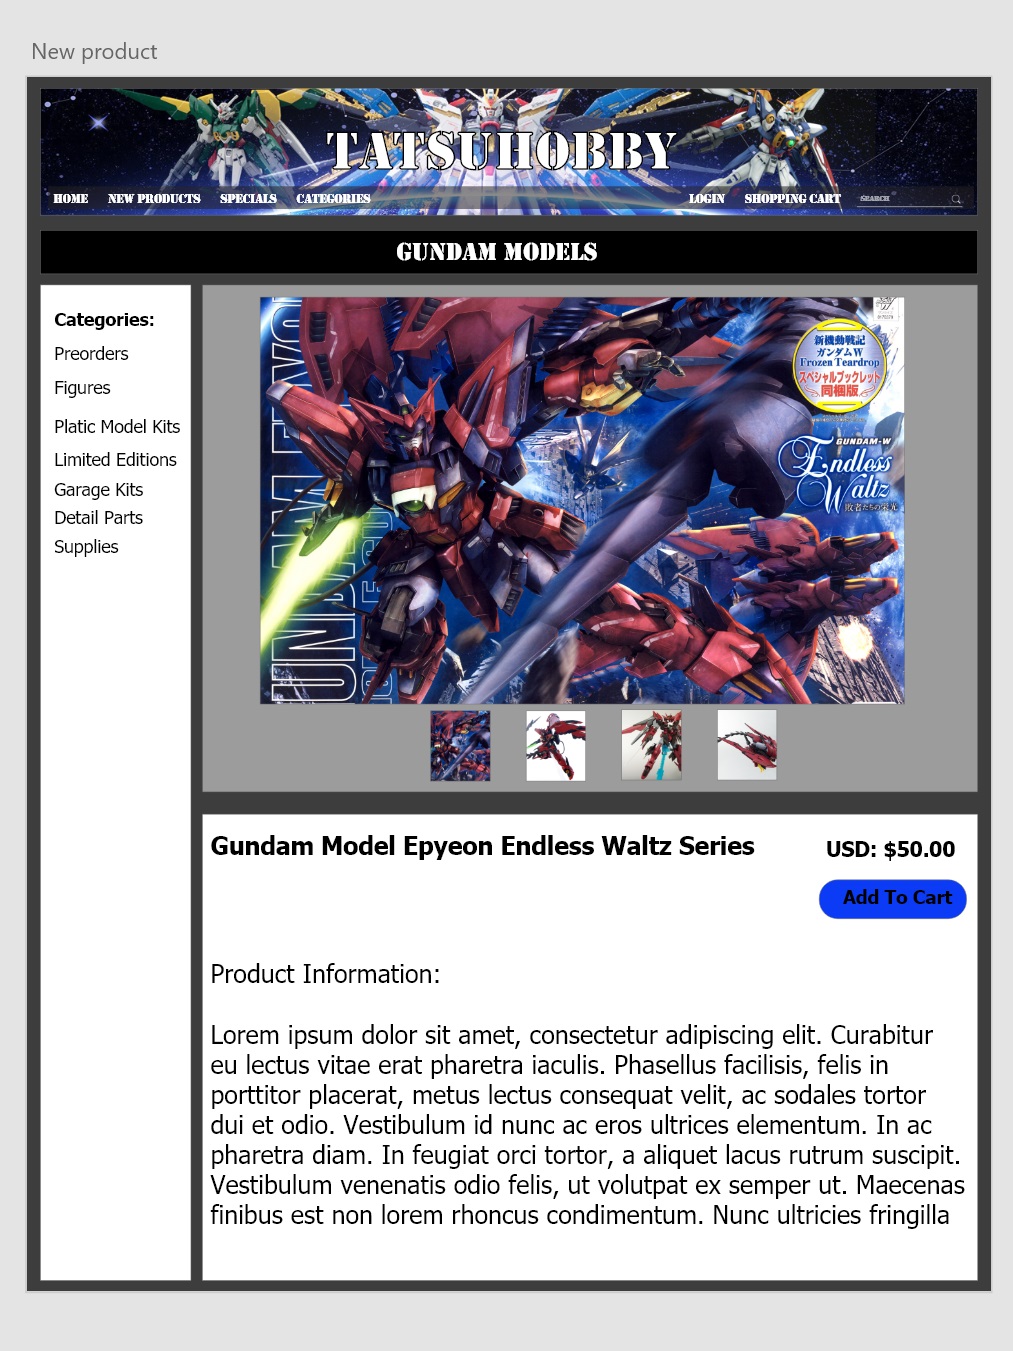 New product
TATSUHOBBY
HOME NEW PRODUCTS SPECIALS CATEGORIES LOGIN SHOPPING CART SEARCH
GUNDAM MODELS
Categories:
Preorders
Figures
Platic Model Kits
Limited Editions
Garage Kits
Detail Parts
Supplies
新機動戦記
ガンダムW
Frozen Teardrop
スペシャルブックレット
同梱版
GUNDAM-W
Endless
Waltz
敗者たちの栄光
Gundam Model Epyeon Endless Waltz Series
USD: $50.00
Add To Cart
Product Information:
Lorem ipsum dolor sit amet, consectetur adipiscing elit. Curabitur
eu lectus vitae erat pharetra iaculis. Phasellus facilisis, felis in
porttitor placerat, metus lectus consequat velit, ac sodales tortor
dui et odio. Vestibulum id nunc ac eros ultrices elementum. In ac
pharetra diam. In feugiat orci tortor, a aliquet lacus rutrum suscipit.
Vestibulum venenatis odio felis, ut volutpat ex semper ut. Maecenas
finibus est non lorem rhoncus condimentum. Nunc ultricies fringilla